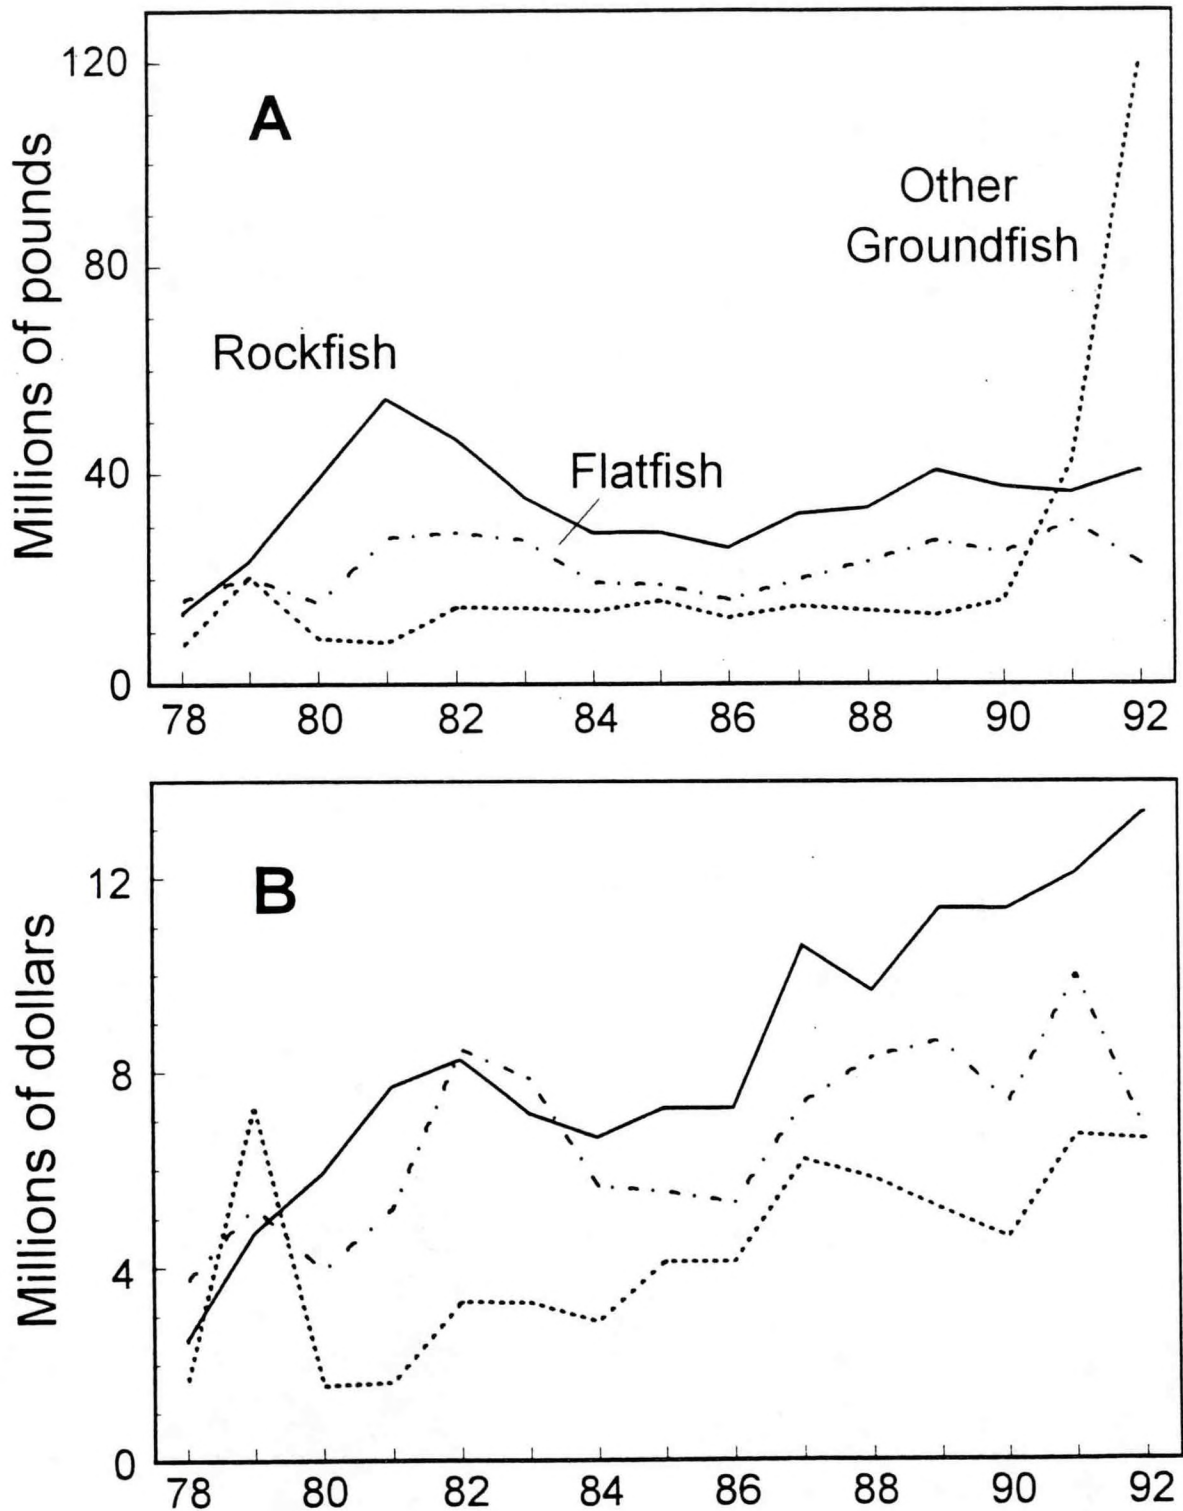 A
Millions of pounds
120
80
40
0
Rockfish
Flatfish
Other
Groundfish
78 80 82 84 86 88 90 92
B
Millions of dollars
12
8
4
0
78 80 82 84 86 88 90 92